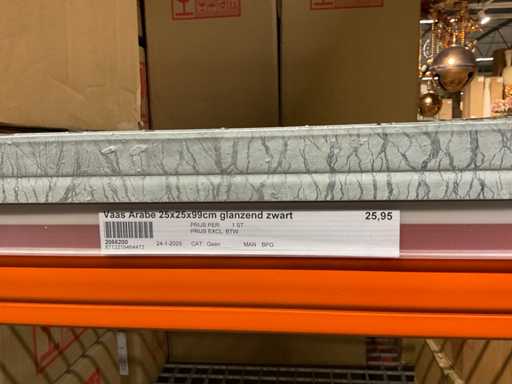 Vaas Arabe 25x25x99cm glanzend zwart 25,95
PRIJS PER 1 ST
PRIJS EXCL. BTW
2066200 24-1-2025 CAT. Geen MAN BFG